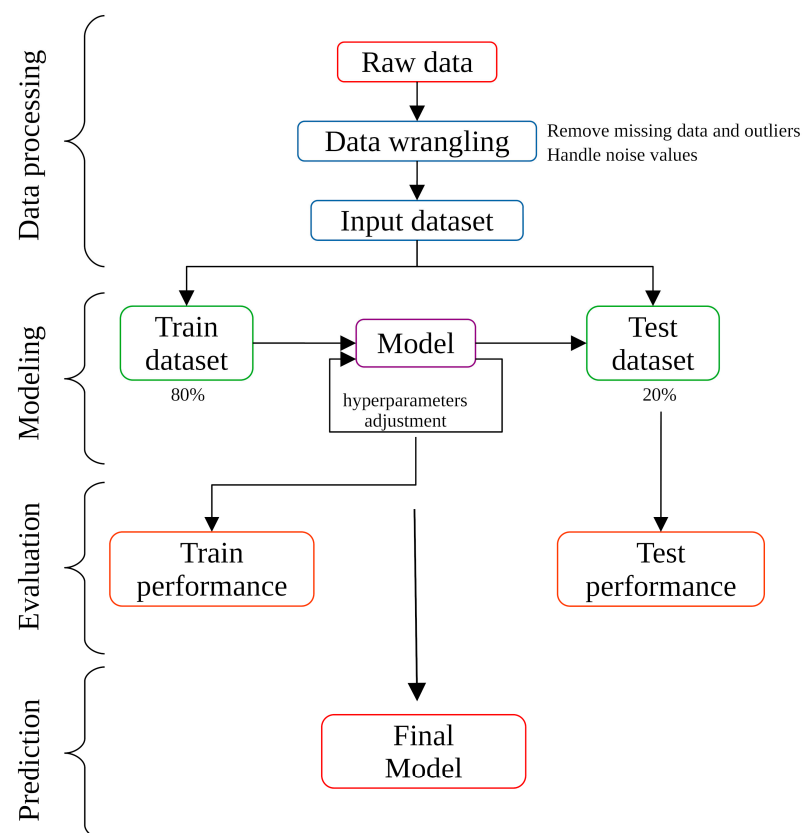 Data processing
Raw data
Data wrangling
Remove missing data and outliers
Handle noise values
Input dataset
Modeling
Train
dataset
80%
Model
hyperparameters
adjustment
Test
dataset
20%
Evaluation
Train
performance
Test
performance
Prediction
Final
Model